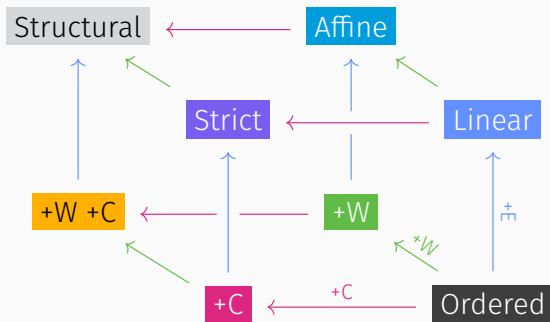 Structural
Affine
Strict
Linear
+W +C
+W
+E
+W
+C
+C
Ordered